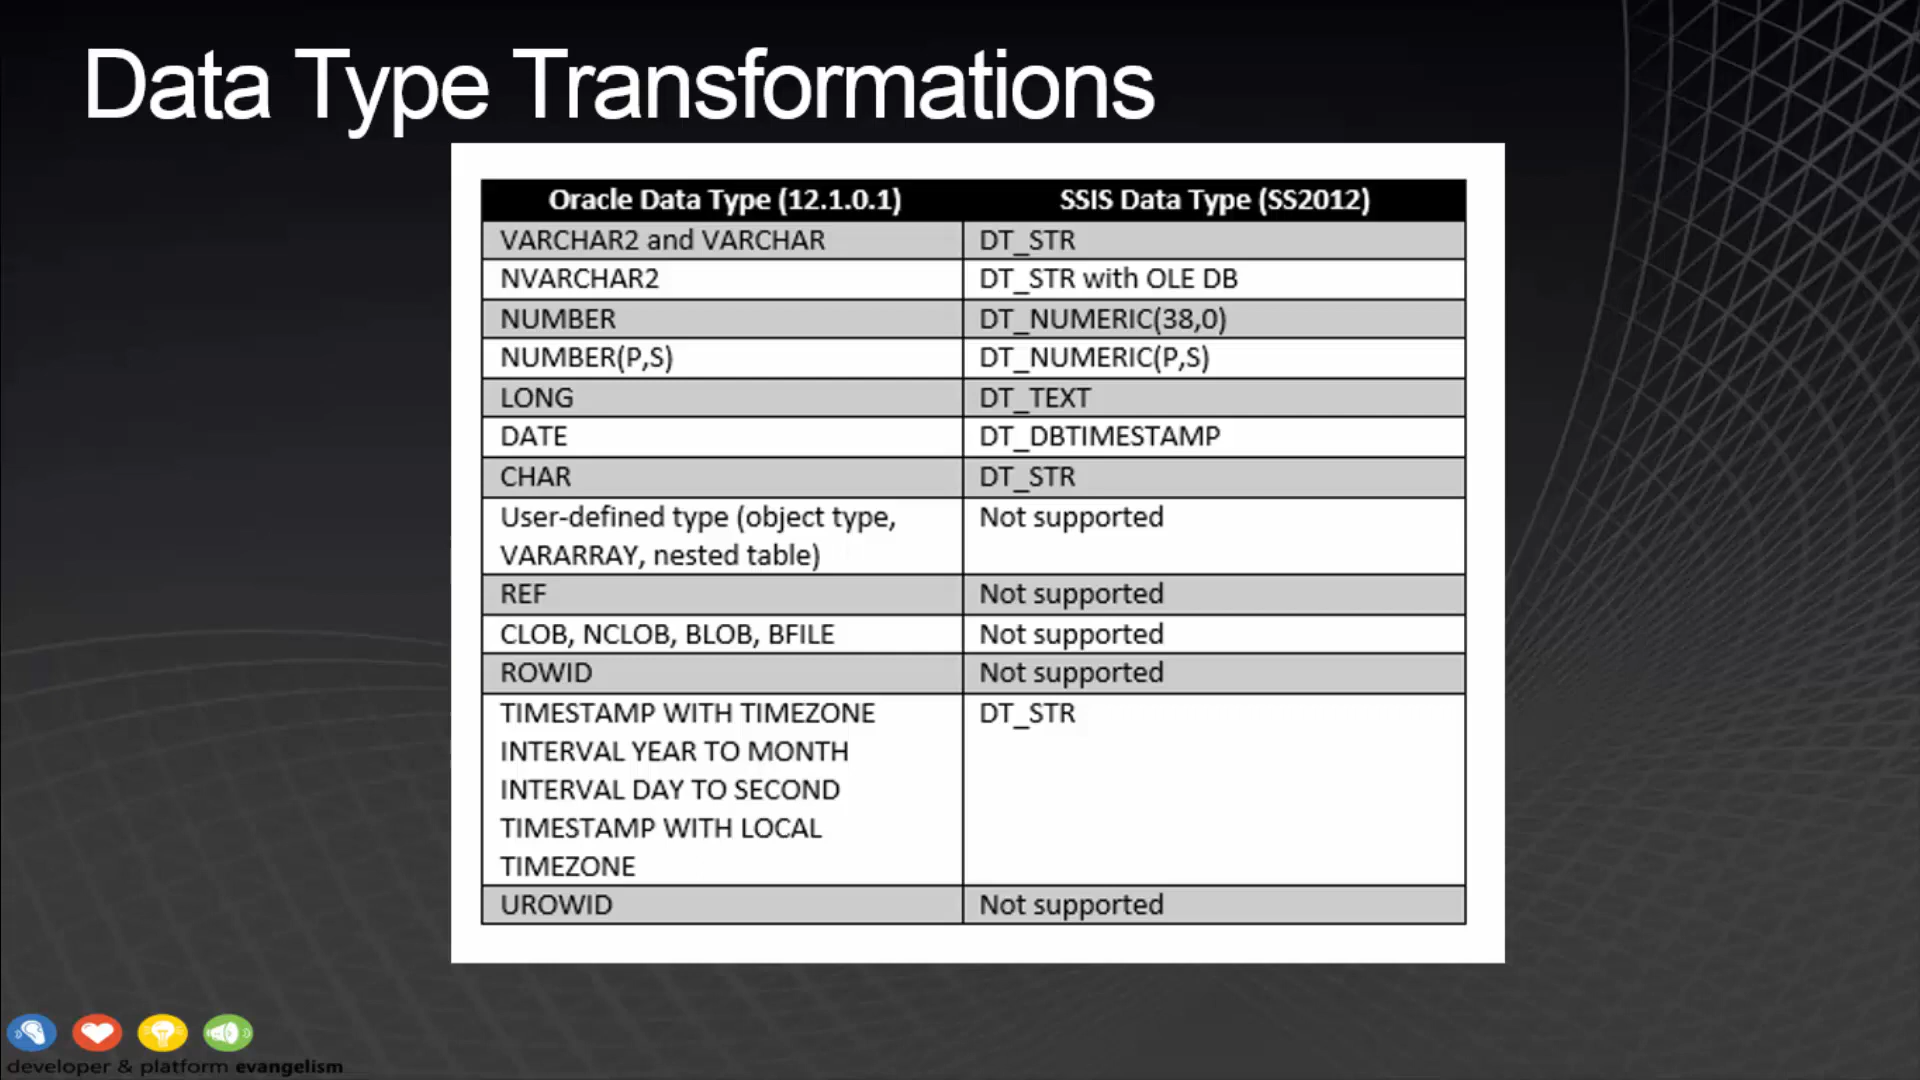 Data Type Transformations
Oracle Data Type (12.1.0.1) SSIS Data Type (SS2012)
VARCHAR2 and VARCHAR DT_STR
NVARCHAR2 DT_STR with OLE DB
NUMBER DT_NUMERIC(38,0)
NUMBER(P,S) DT_NUMERIC(P,S)
LONG DT_TEXT
DATE DT_DBTIMESTAMP
CHAR DT_STR
User-defined type (object type, Not supported
VARARRAY, nested table)
REF Not supported
CLOB, NCLOB, BLOB, BFILE Not supported
ROWID Not supported
TIMESTAMP WITH TIMEZONE DT_STR
INTERVAL YEAR TO MONTH
INTERVAL DAY TO SECOND
TIMESTAMP WITH LOCAL
TIMEZONE
UROWID Not supported
developer & platform evangelism